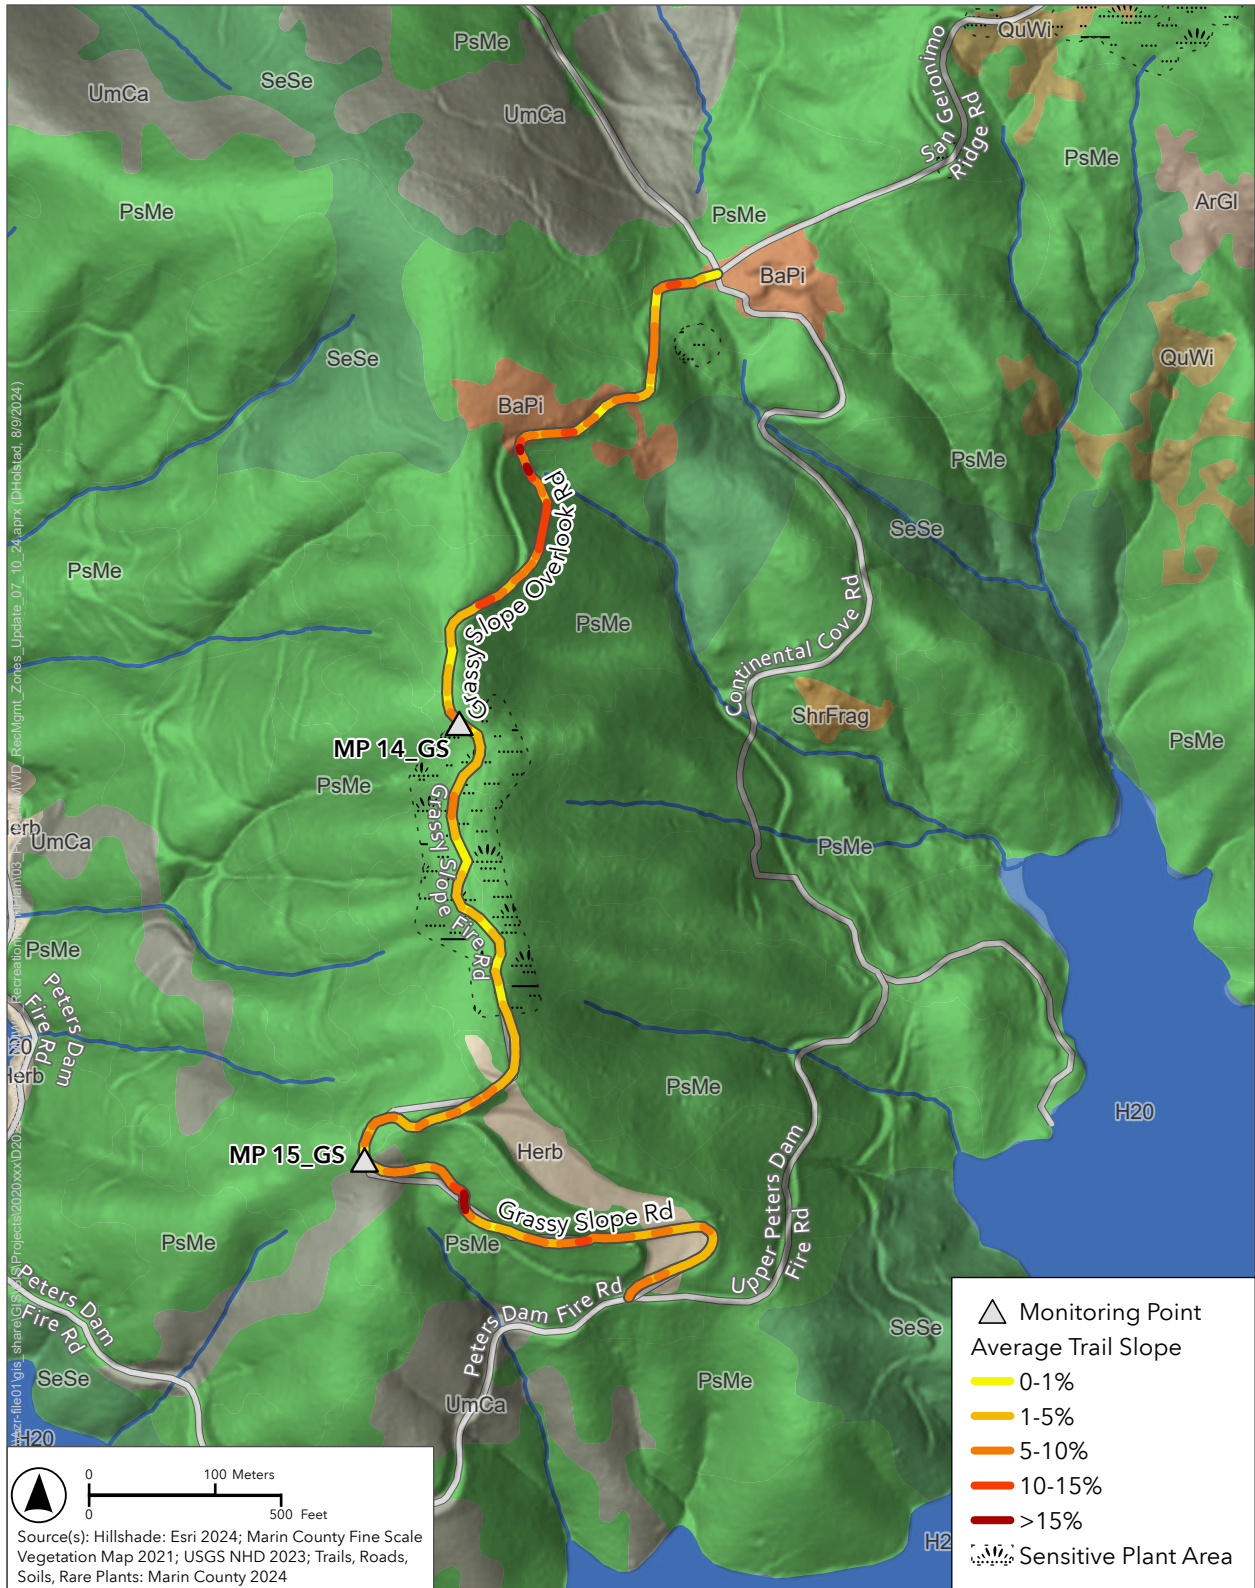 PsMe
QuWi
UmCa
SeSe
UmCa
San Geronimo
Ridge Rd
PsMe
ArGl
PsMe
PsMe
BaPi
SeSe
QuWi
BaPi
PsMe
Grassy Slope Overlook Rd
SeSe
PsMe
PsMe
Continental Cove Rd
ShrFrag
MP 14_GS
PsMe
PsMe
Grassy Slope Fire Rd
erb
UmCa
PsMe
PsMe
Peters Dam
Fire Rd
Herb
PsMe
H20
MP 15_GS
Herb
Grassy Slope Rd
PsMe
PsMe
Upper Peters Dam
Fire Rd
Peters Dam
Fire Rd
Peters Dam Fire Rd
SeSe
SeSe
PsMe
UmCa
H20
H2
Monitoring Point
Average Trail Slope
0-1%
1-5%
5-10%
10-15%
>15%
Sensitive Plant Area
0 100 Meters
0 500 Feet
Source(s): Hillshade: Esri 2024; Marin County Fine Scale
Vegetation Map 2021; USGS NHD 2023; Trails, Roads,
Soils, Rare Plants: Marin County 2024